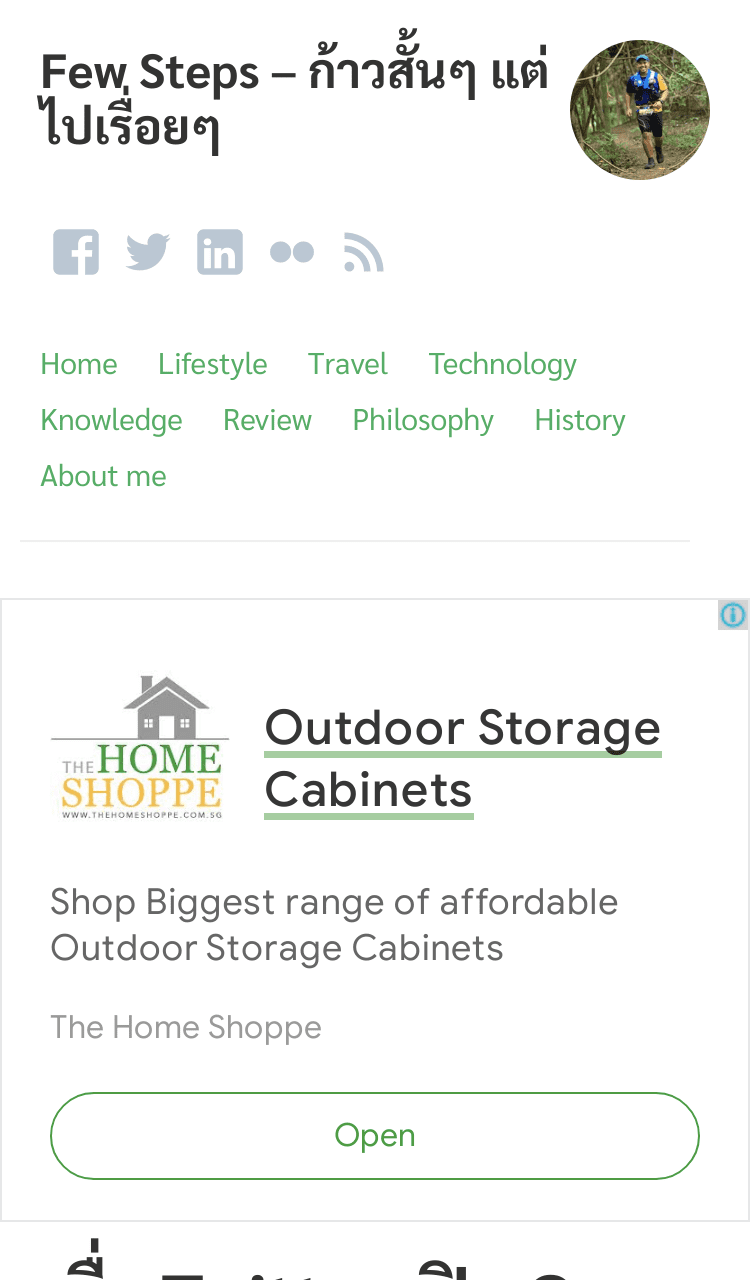 Few Steps – ก้าวสั้นๆ แต่
ไปเรื่อยๆ
Home Lifestyle Travel Technology
Knowledge Review Philosophy History
About me
THE HOME
SHOPPE
WWW.THEHOMESHOPPE.COM.SG
Outdoor Storage
Cabinets
Shop Biggest range of affordable
Outdoor Storage Cabinets
The Home Shoppe
Open